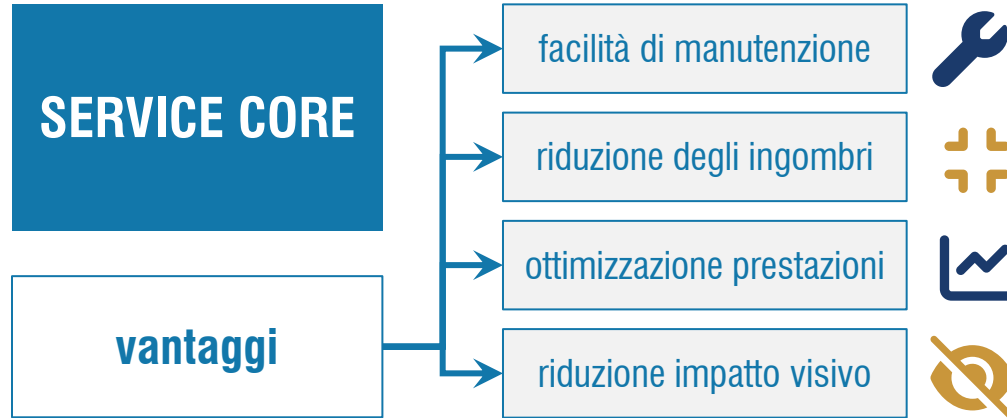 SERVICE CORE
vantaggi
facilità di manutenzione
riduzione degli ingombri
ottimizzazione prestazioni
riduzione impatto visivo